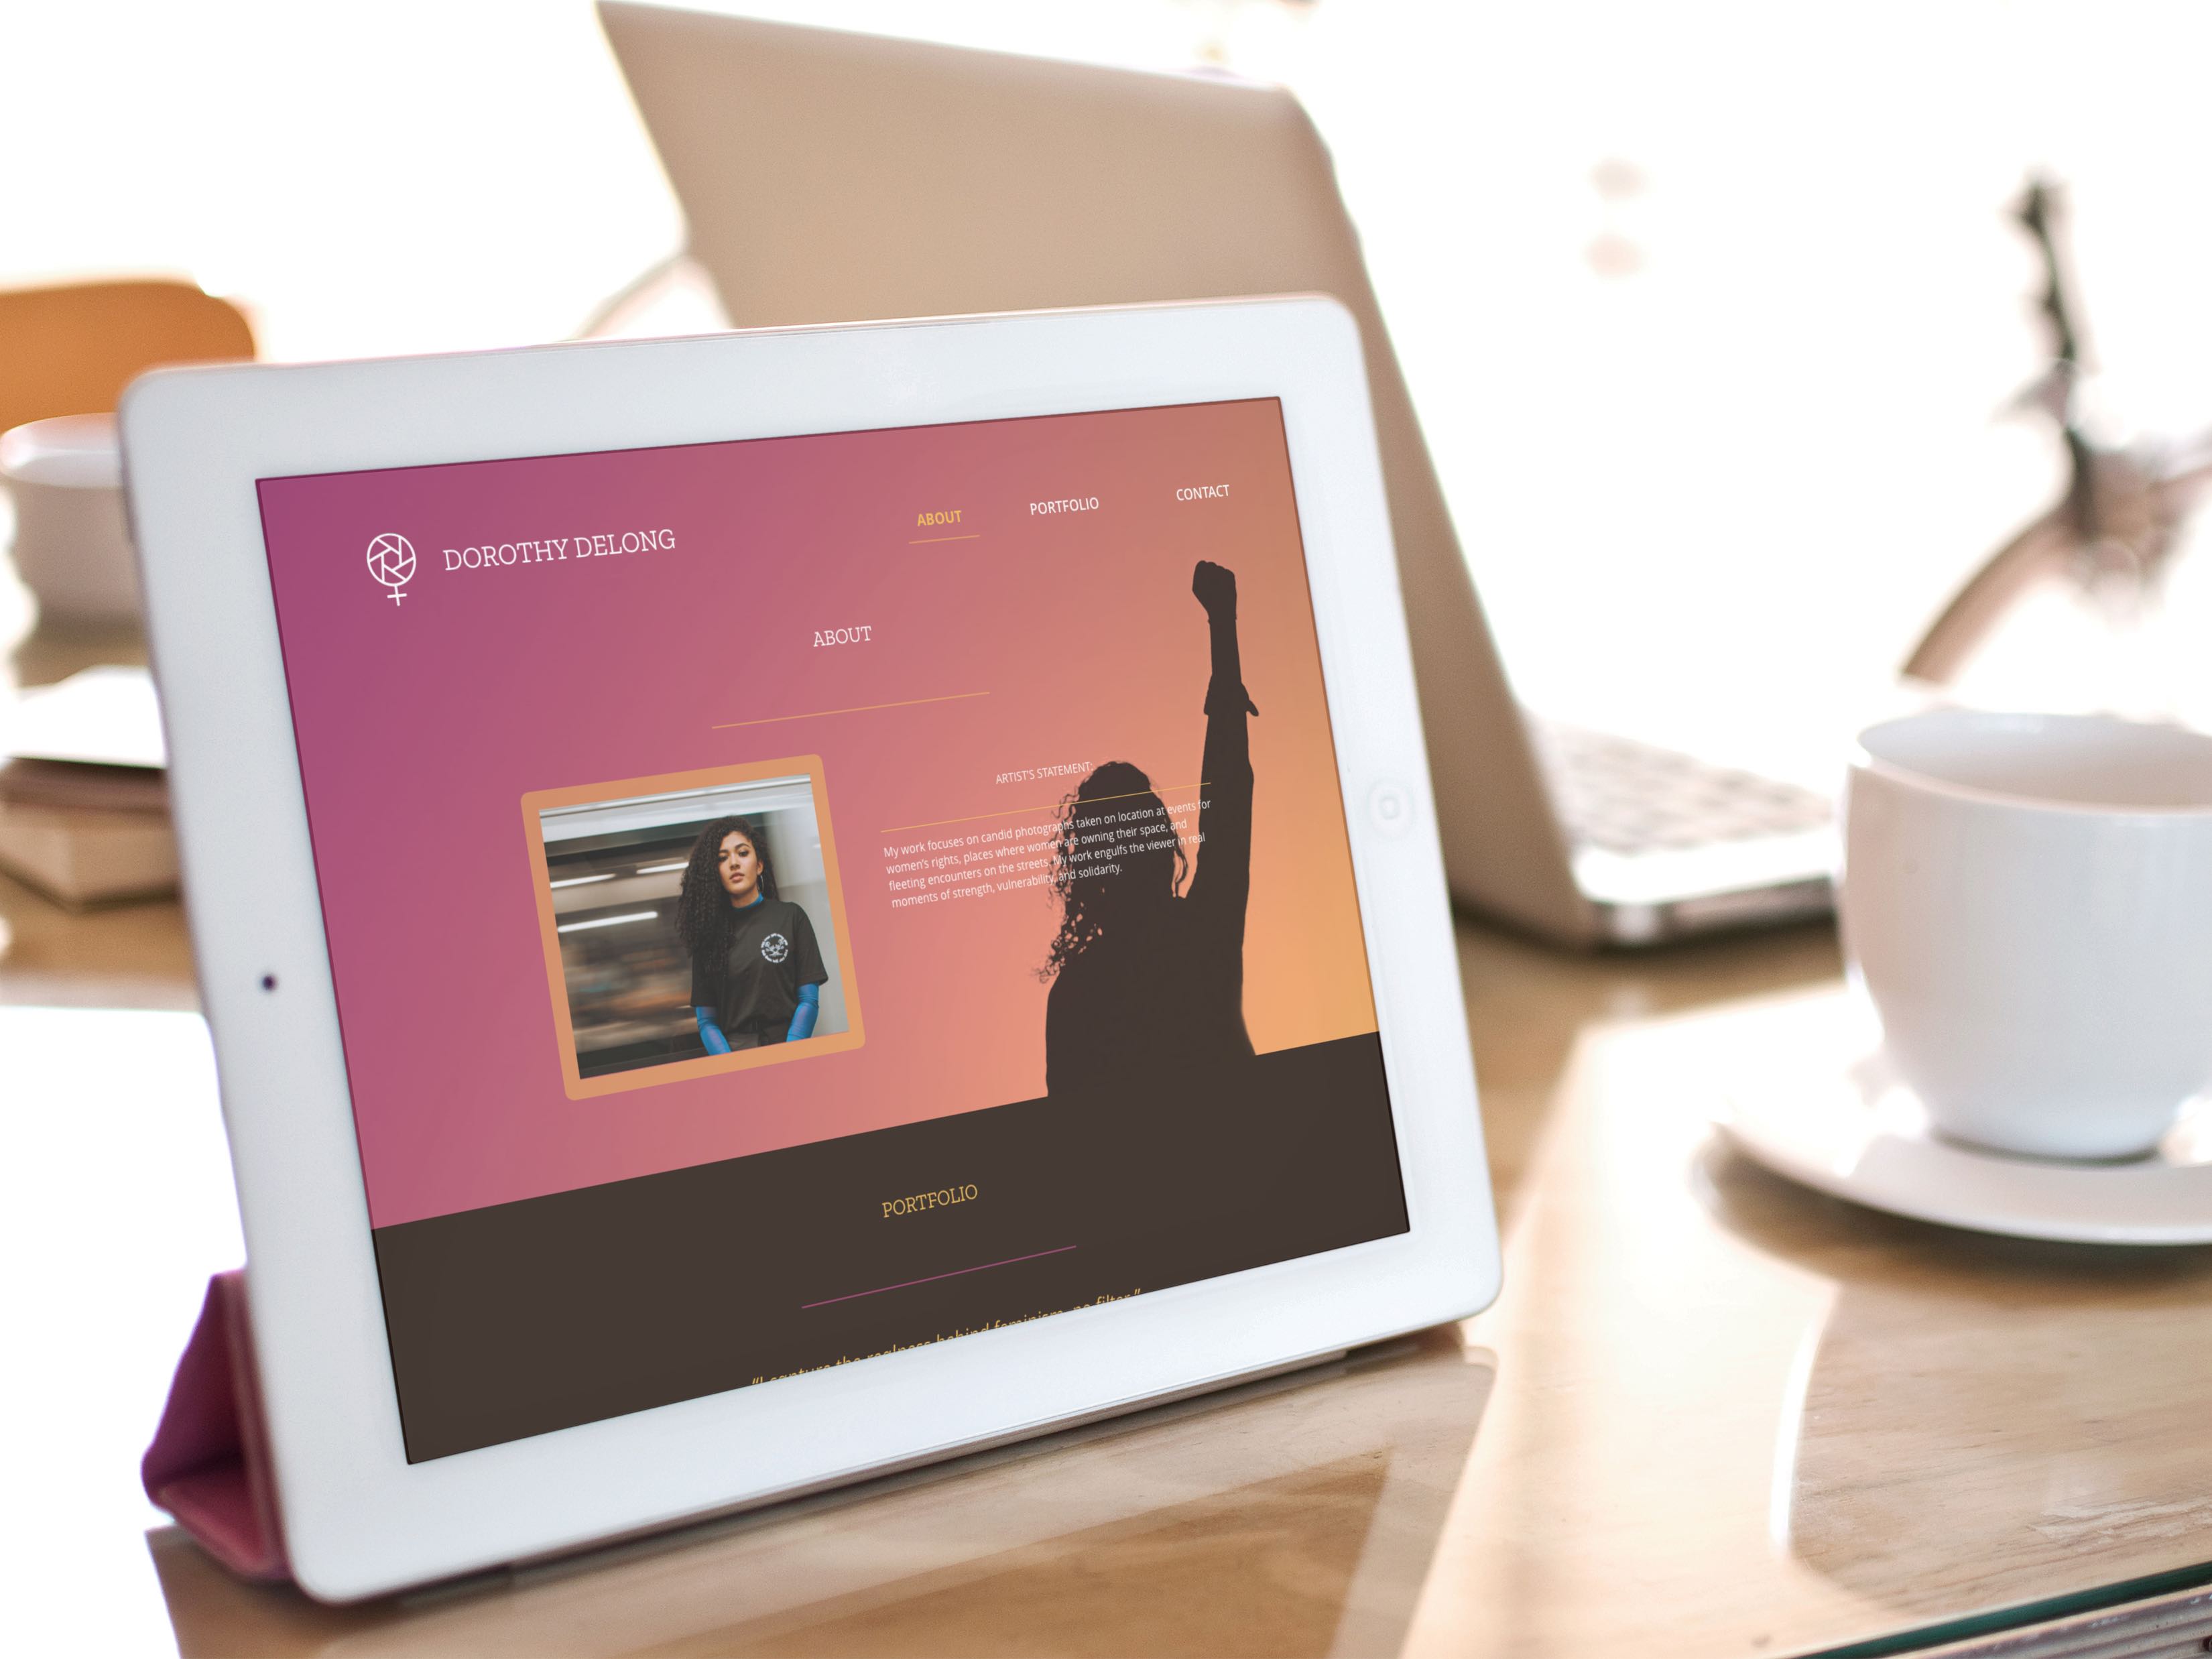 DOROTHY DELONG
ABOUT
PORTFOLIO
CONTACT
ABOUT
ARTIST'S STATEMENT:
My work focuses on candid photographs taken on location at events for
women's rights, places where women are owning their space, and
fleeting encounters on the streets. My work engulfs the viewer in real
moments of strength, vulnerability, and solidarity.
PORTFOLIO
"I capture the realness behind feminism, no filter."